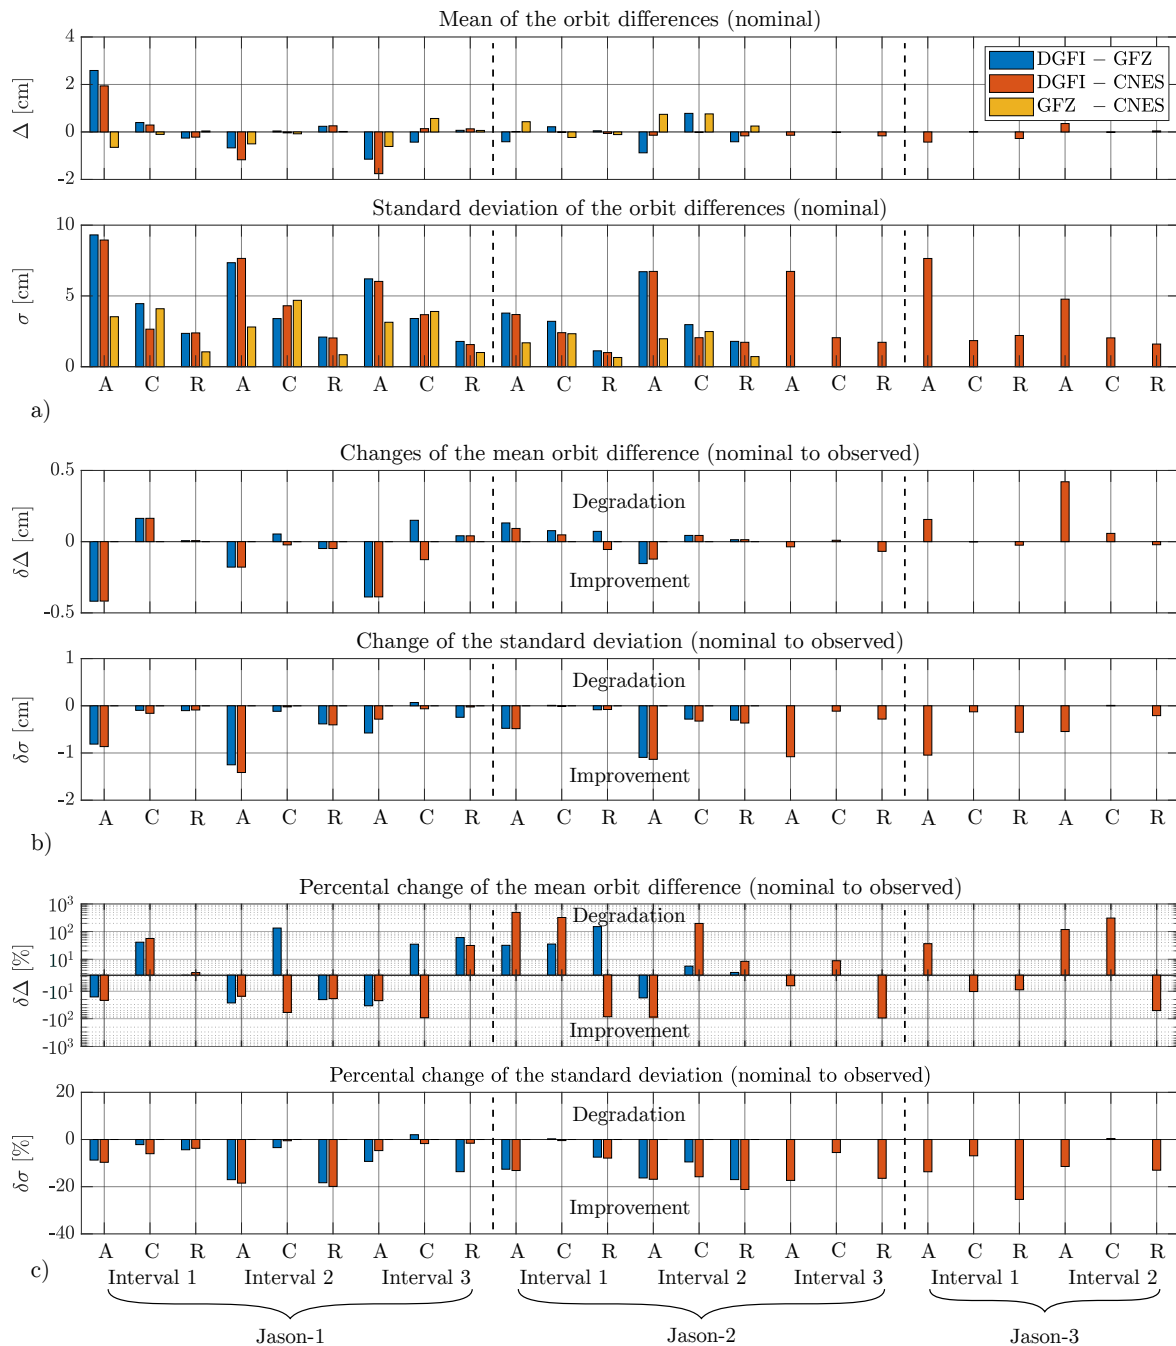 Mean of the orbit differences (nominal)
4
2
0
-2
Δ [cm]
DGFI − GFZ
DGFI − CNES
GFZ − CNES
Standard deviation of the orbit differences (nominal)
10
5
0
σ [cm]
A C R A C R A C R A C R A C R A C R A C R A C R
a)
Changes of the mean orbit difference (nominal to observed)
0.5
0
-0.5
δΔ [cm]
Degradation
Improvement
Change of the standard deviation (nominal to observed)
1
0
-1
-2
δσ [cm]
Degradation
Improvement
A C R A C R A C R A C R A C R A C R A C R A C R
b)
Percental change of the mean orbit difference (nominal to observed)
10³
10²
10¹
-10¹
-10²
-10³
δΔ [%]
Degradation
Improvement
Percental change of the standard deviation (nominal to observed)
20
0
-20
-40
δσ [%]
Degradation
Improvement
A C R A C R A C R A C R A C R A C R A C R A C R
c)
Interval 1 Interval 2 Interval 3 Interval 1 Interval 2 Interval 3 Interval 1 Interval 2
Jason-1 Jason-2 Jason-3